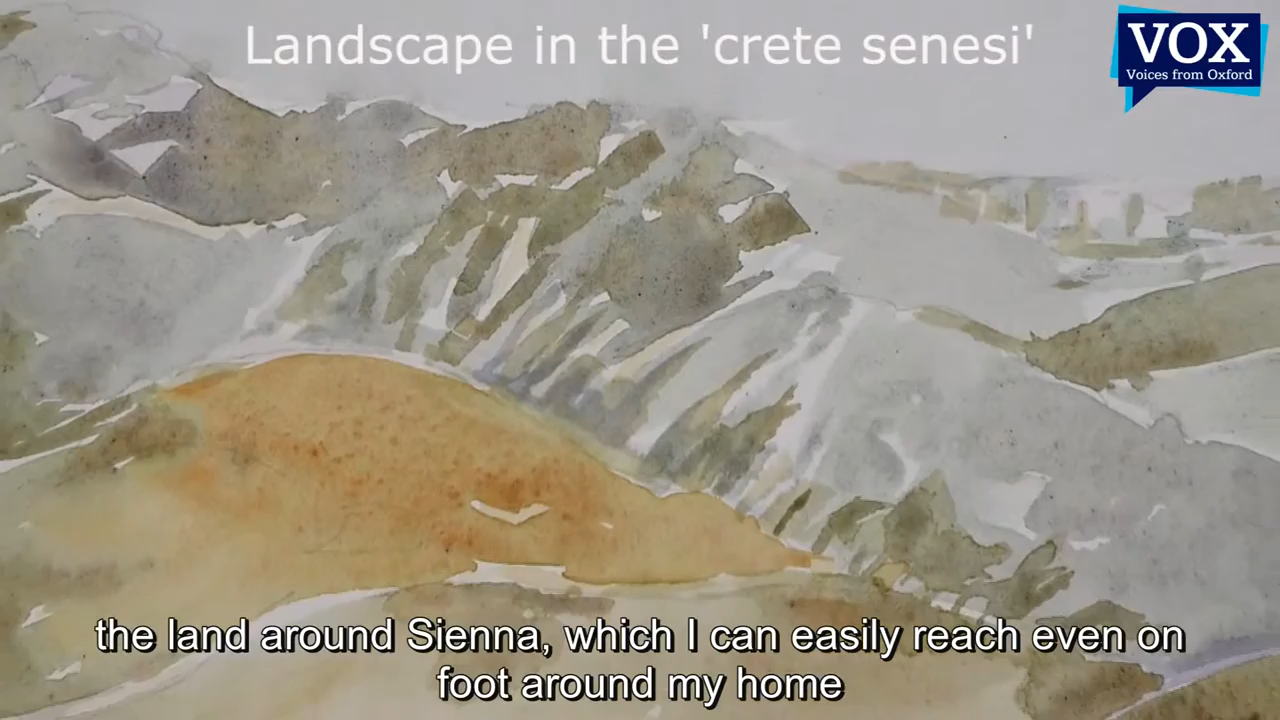 Landscape in the 'crete senesi'
VOX
Voices from Oxford
the land around Sienna, which I can easily reach even on
foot around my home